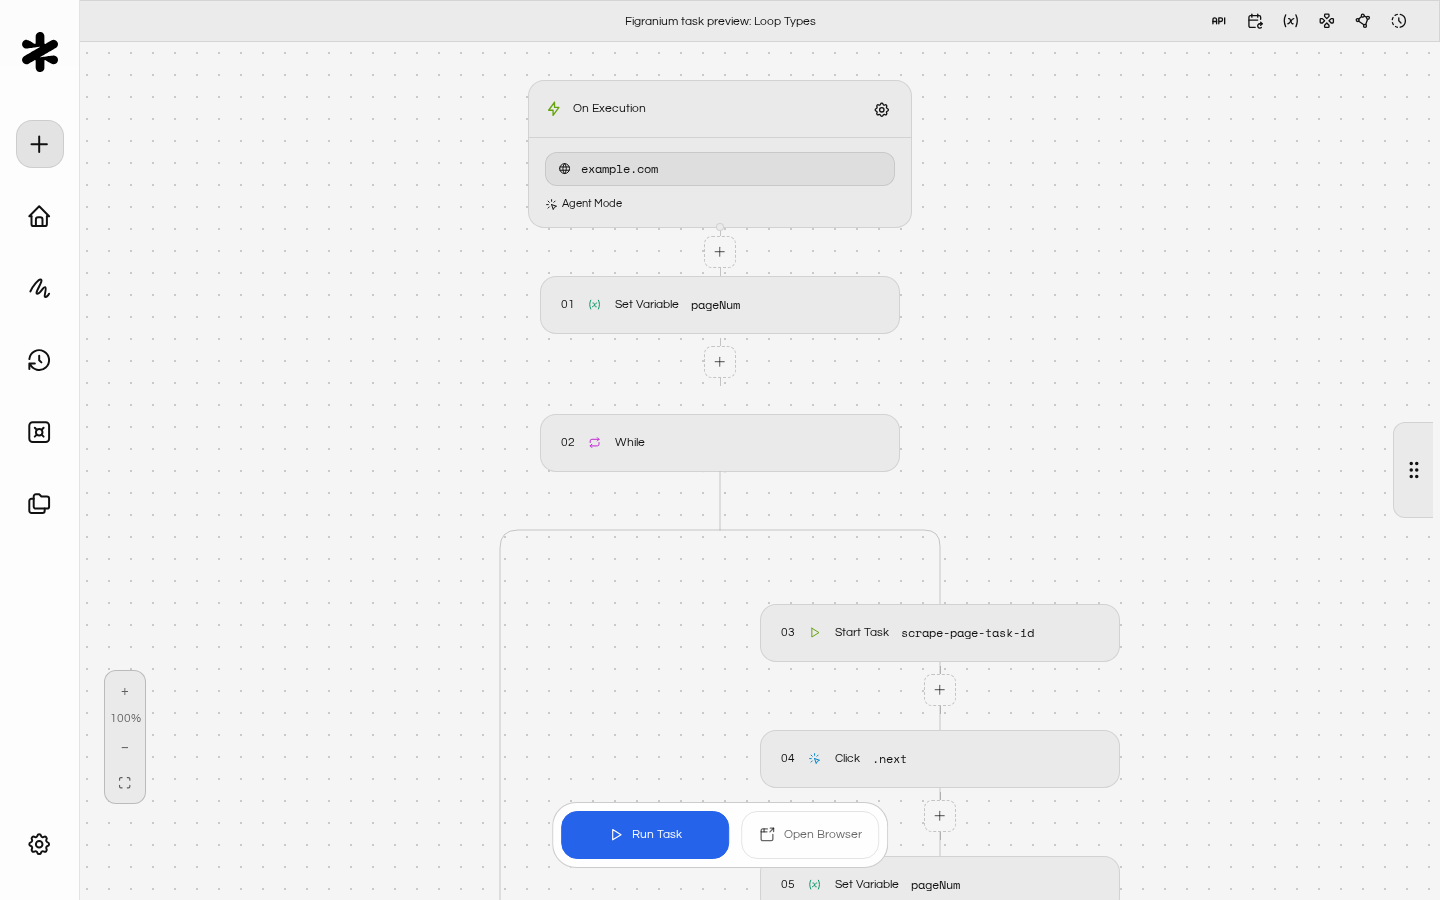 Figranium task preview: Loop Types
API
(x)
On Execution
example.com
Agent Mode
01 (x) Set Variable pageNum
02 While
03 Start Task scrape-page-task-id
04 Click .next
05 (x) Set Variable pageNum
+
100%
−
Run Task
Open Browser